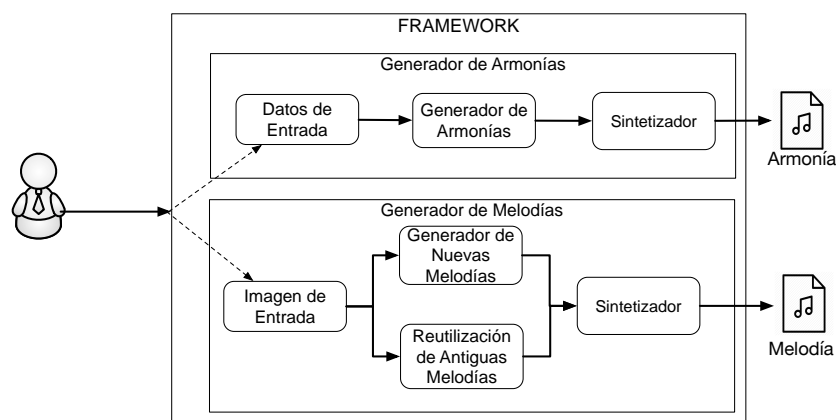 FRAMEWORK
Generador de Armonías
Datos de
Entrada
Generador de
Armonías
Sintetizador
Armonía
Generador de Melodías
Imagen de
Entrada
Generador de
Nuevas
Melodías
Reutilización
de Antiguas
Melodías
Sintetizador
Melodía